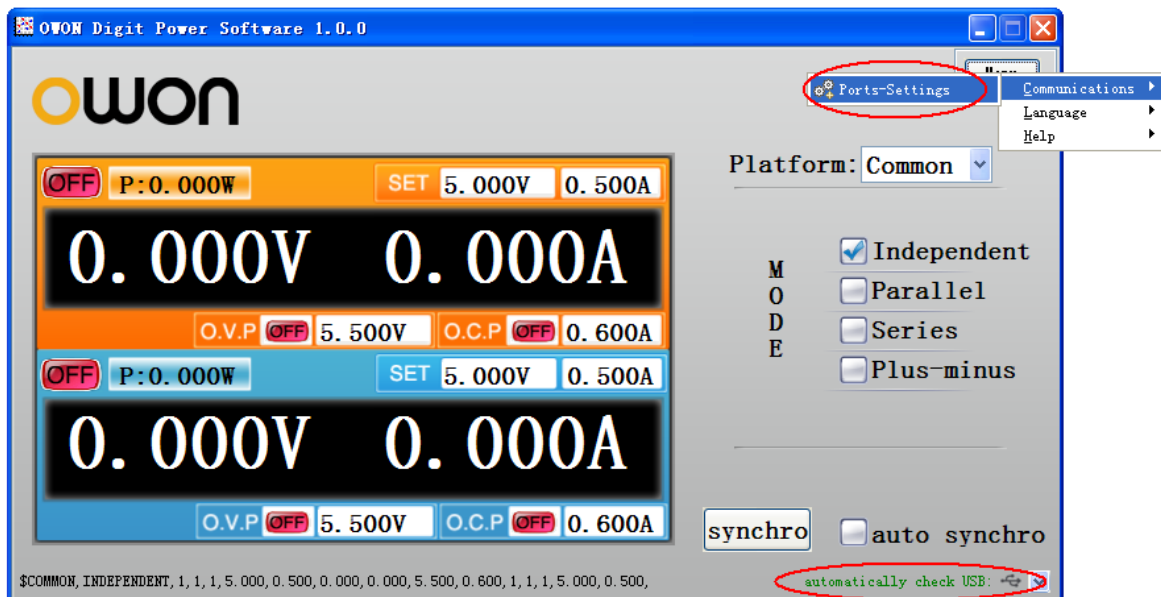 OWON Digit Power Software 1.0.0
owon
Ports-Settings
Communications
Language
Help
Platform: Common
OFF P:0.000W SET 5.000V 0.500A
0.000V 0.000A
O.V.P OFF 5.500V O.C.P OFF 0.600A
OFF P:0.000W SET 5.000V 0.500A
0.000V 0.000A
O.V.P OFF 5.500V O.C.P OFF 0.600A
MODE
Independent
Parallel
Series
Plus-minus
synchro
auto synchro
$COMMON, INDEPENDENT, 1, 1, 1, 5.000, 0.500, 0.000, 0.000, 5.500, 0.600, 1, 1, 1, 5.000, 0.500,
automatically check USB: